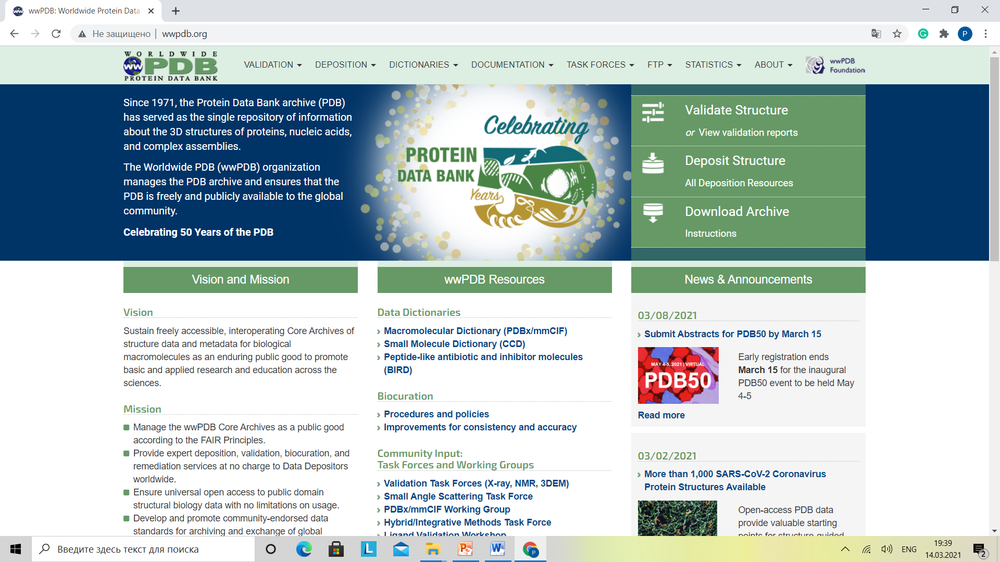 wwPDB: Worldwide Protein Data
Не защищено | wwpdb.org
P
WORLDWIDE
ww PDB
PROTEIN DATA BANK
VALIDATION DEPOSITION DICTIONARIES DOCUMENTATION TASK FORCES FTP STATISTICS ABOUT
wwPDB
Foundation
Since 1971, the Protein Data Bank archive (PDB)
has served as the single repository of information
about the 3D structures of proteins, nucleic acids,
and complex assemblies.
The Worldwide PDB (wwPDB) organization
manages the PDB archive and ensures that the
PDB is freely and publicly available to the global
community.
Celebrating 50 Years of the PDB
Celebrating
PROTEIN
DATA BANK
50
Years
Validate Structure
or View validation reports
Deposit Structure
All Deposition Resources
Download Archive
Instructions
Vision and Mission
Vision
Sustain freely accessible, interoperating Core Archives of
structure data and metadata for biological
macromolecules as an enduring public good to promote
basic and applied research and education across the
sciences.
Mission
Manage the wwPDB Core Archives as a public good
according to the FAIR Principles.
Provide expert deposition, validation, biocuration, and
remediation services at no charge to Data Depositors
worldwide.
Ensure universal open access to public domain
structural biology data with no limitations on usage.
Develop and promote community-endorsed data
standards for archiving and exchange of global
wwPDB Resources
Data Dictionaries
Macromolecular Dictionary (PDBx/mmCIF)
Small Molecule Dictionary (CCD)
Peptide-like antibiotic and inhibitor molecules
(BIRD)
Biocuration
Procedures and policies
Improvements for consistency and accuracy
Community Input:
Task Forces and Working Groups
Validation Task Forces (X-ray, NMR, 3DEM)
Small Angle Scattering Task Force
PDBx/mmCIF Working Group
Hybrid/Integrative Methods Task Force
Ligand Validation Workshop
News & Announcements
03/08/2021
Submit Abstracts for PDB50 by March 15
MAY 4-5, 2021 | VIRTUAL
PDB50
Early registration ends
March 15 for the inaugural
PDB50 event to be held May
4-5
Read more
03/02/2021
More than 1,000 SARS-CoV-2 Coronavirus
Protein Structures Available
Open-access PDB data
provide valuable starting
points for structure-guided
Введите здесь текст для поиска
ENG
19:39
14.03.2021
2